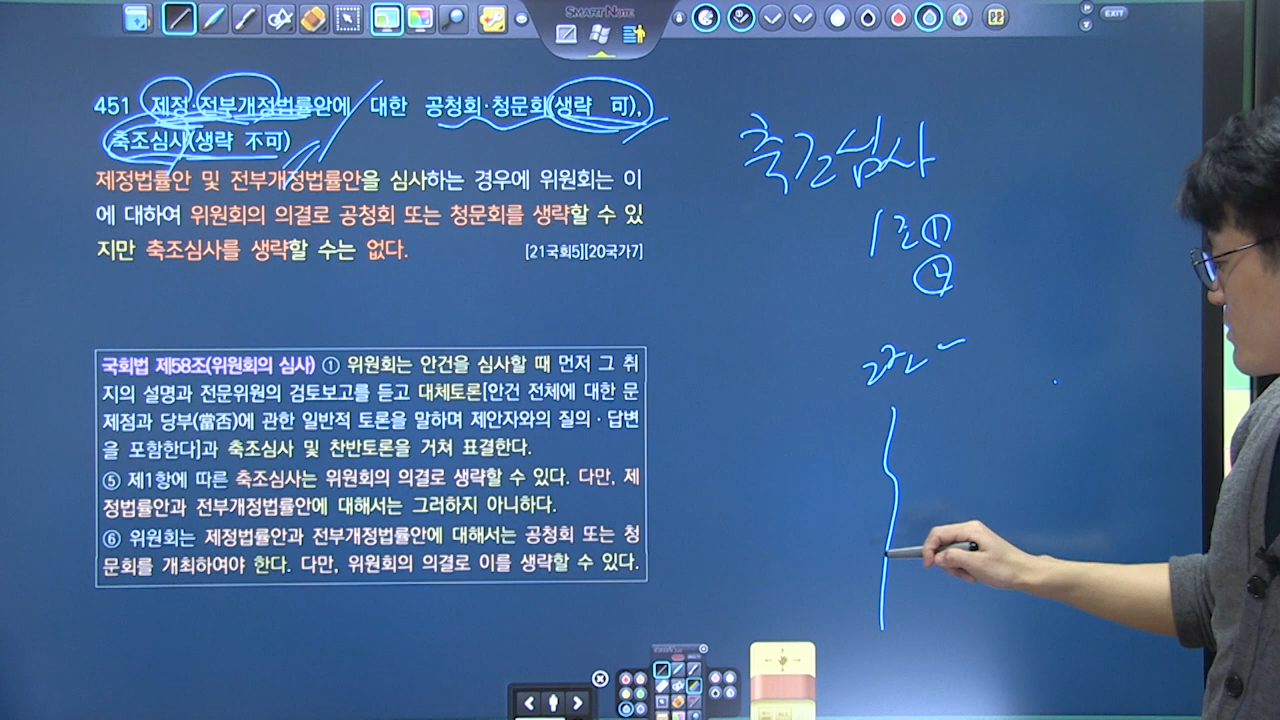 SMART NOTE
EXIT
451 제정·전부개정법률안에 대한 공청회·청문회(생략 可),
축조심사(생략 不可)
제정법률안 및 전부개정법률안을 심사하는 경우에 위원회는 이
에 대하여 위원회의 의결로 공청회 또는 청문회를 생략할 수 있
지만 축조심사를 생략할 수는 없다. [21국회5][20국가7]
국회법 제58조(위원회의 심사) ① 위원회는 안건을 심사할 때 먼저 그 취
지의 설명과 전문위원의 검토보고를 듣고 대체토론[안건 전체에 대한 문
제점과 당부(當否)에 관한 일반적 토론을 말하며 제안자와의 질의·답변
을 포함한다]과 축조심사 및 찬반토론을 거쳐 표결한다.
⑤ 제1항에 따른 축조심사는 위원회의 의결로 생략할 수 있다. 다만, 제
정법률안과 전부개정법률안에 대해서는 그러하지 아니하다.
⑥ 위원회는 제정법률안과 전부개정법률안에 대해서는 공청회 또는 청
문회를 개최하여야 한다. 다만, 위원회의 의결로 이를 생략할 수 있다.
축조심사
1조 ①
②
2조